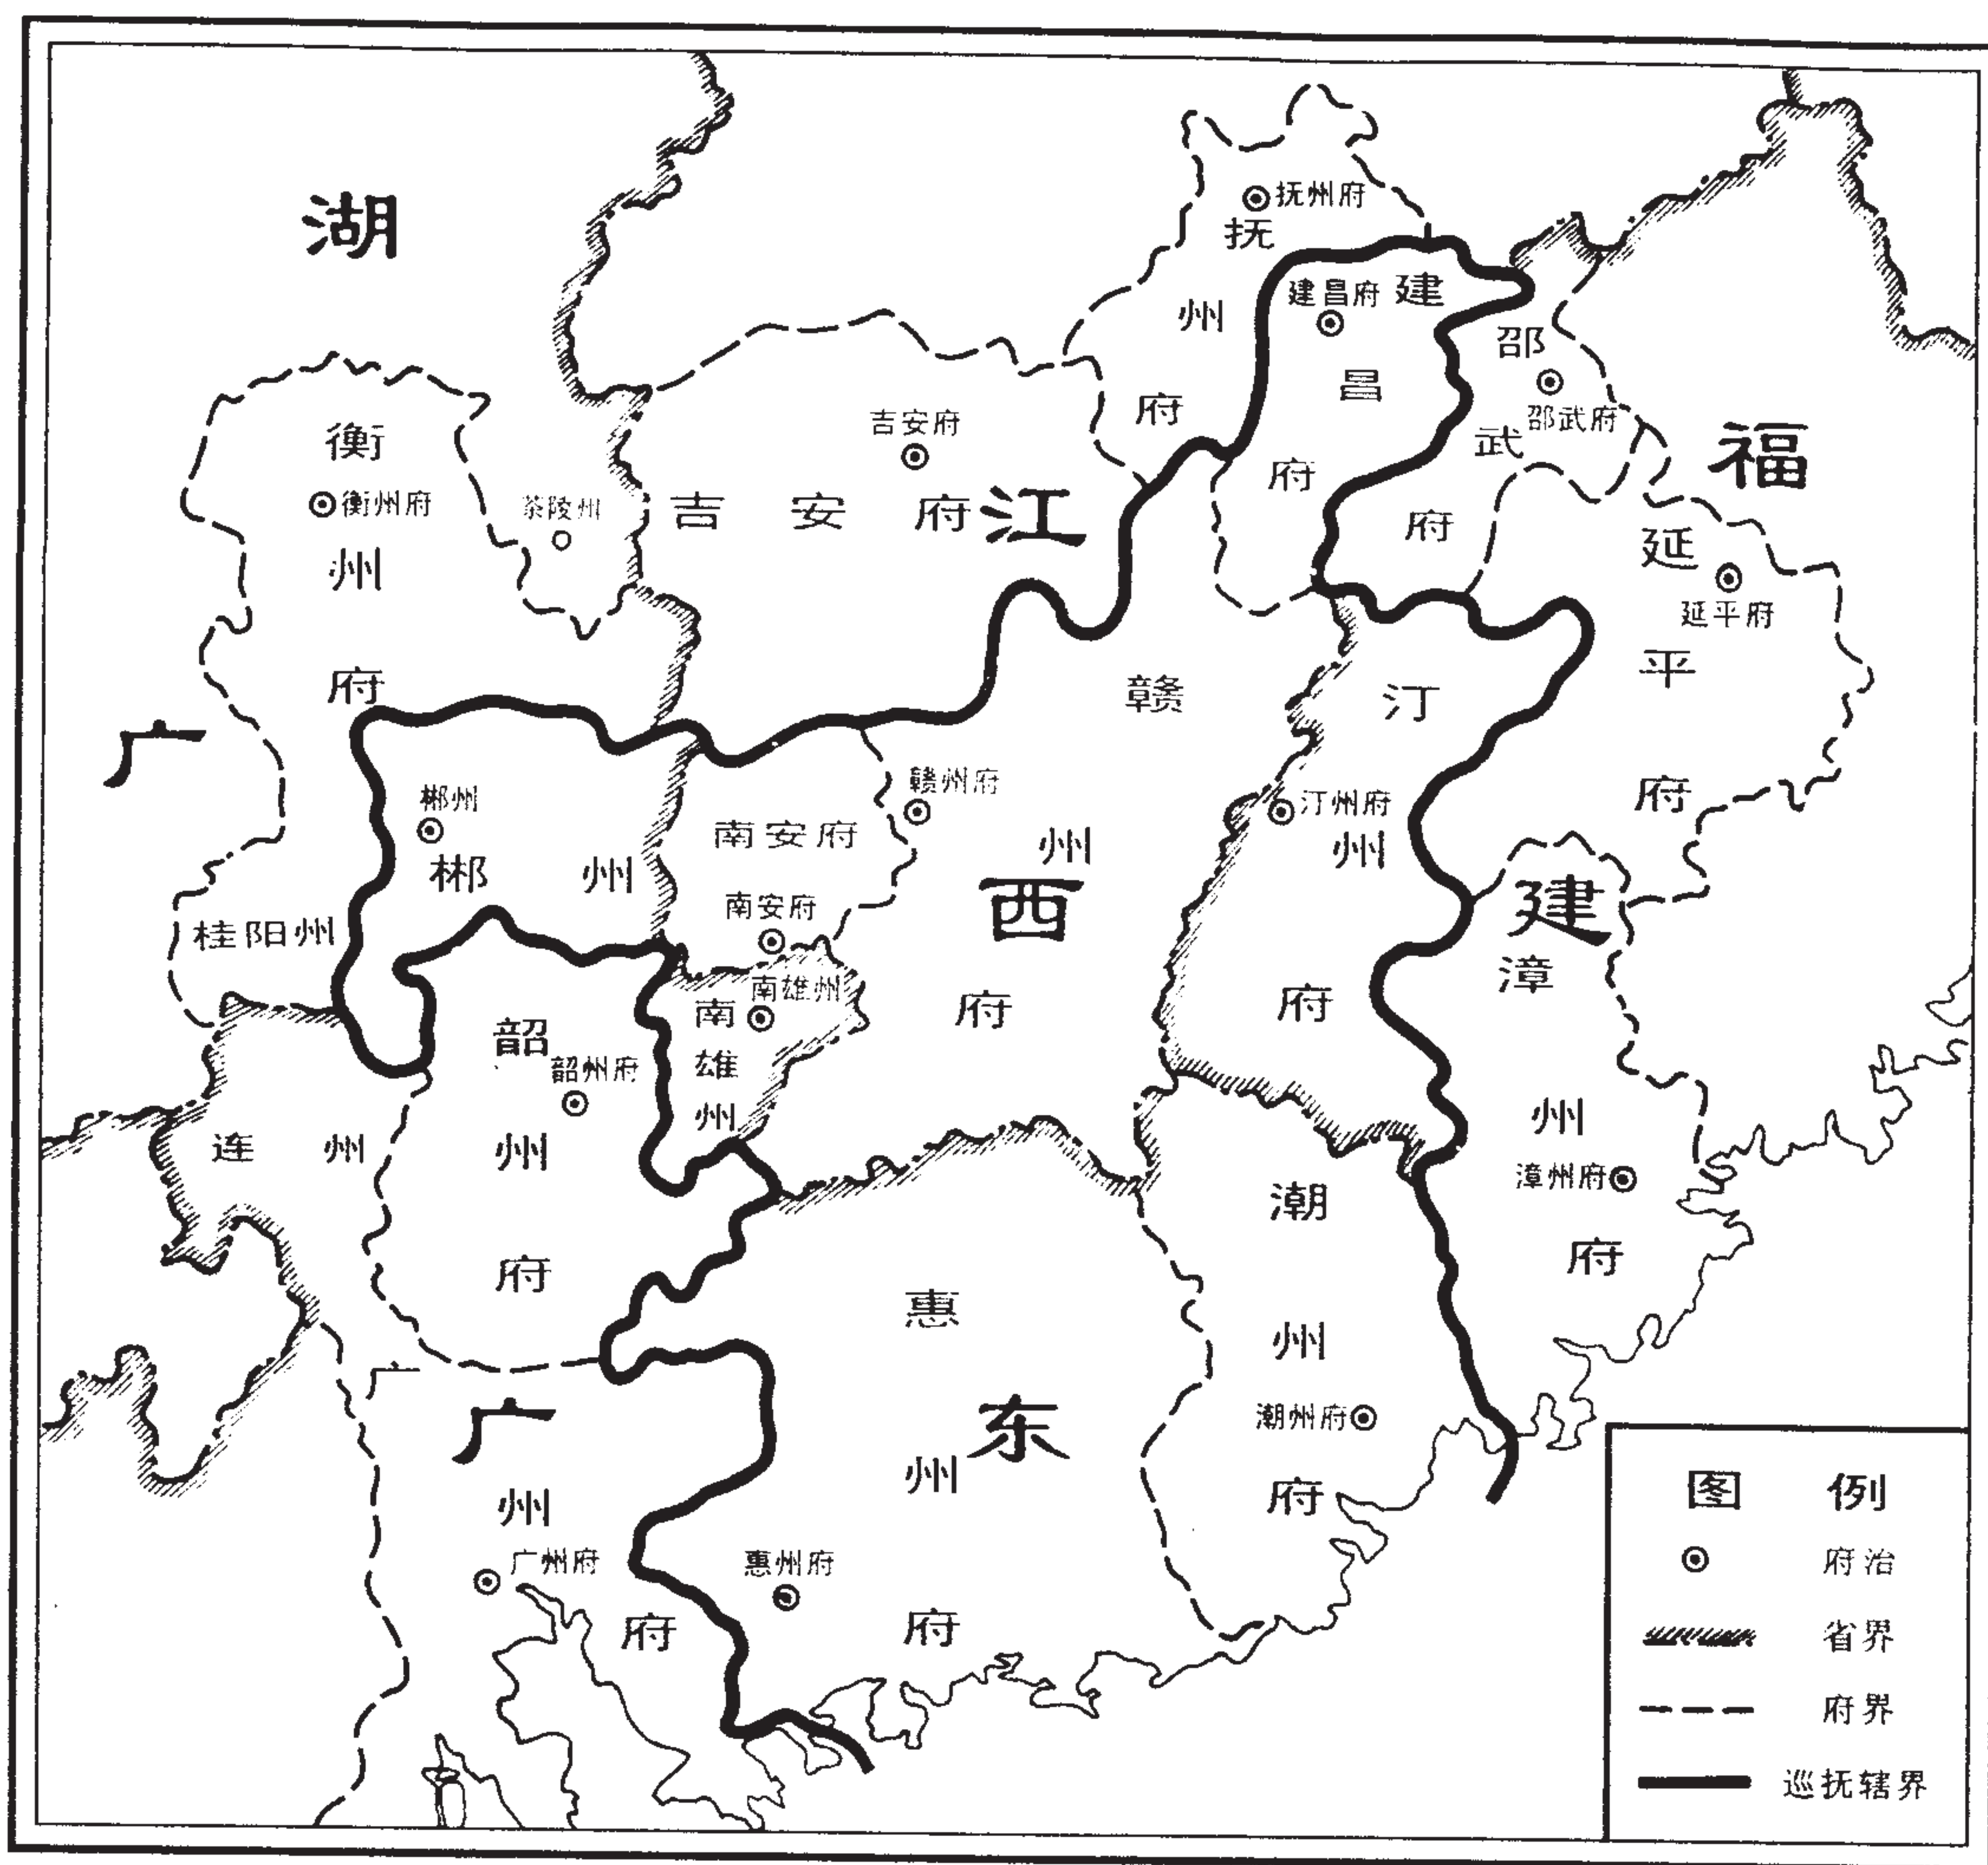 湖
广
江
西
福
建
广
东
抚州府
抚
州
府
建昌府
建
昌
府
邵
邵武府
武
府
吉安府
吉安府
衡
衡州府
州
府
茶陵州
延
延平府
平
府
赣
赣州府
州
府
汀
汀州府
州
府
郴州
郴州
桂阳州
南安府
南安府
南雄州
南
雄
州
韶
韶州府
州
府
连州
漳
州
漳州府
府
潮
州
潮州府
府
惠
州
惠州府
府
广
州
广州府
府
图例
府治
省界
府界
巡抚辖界